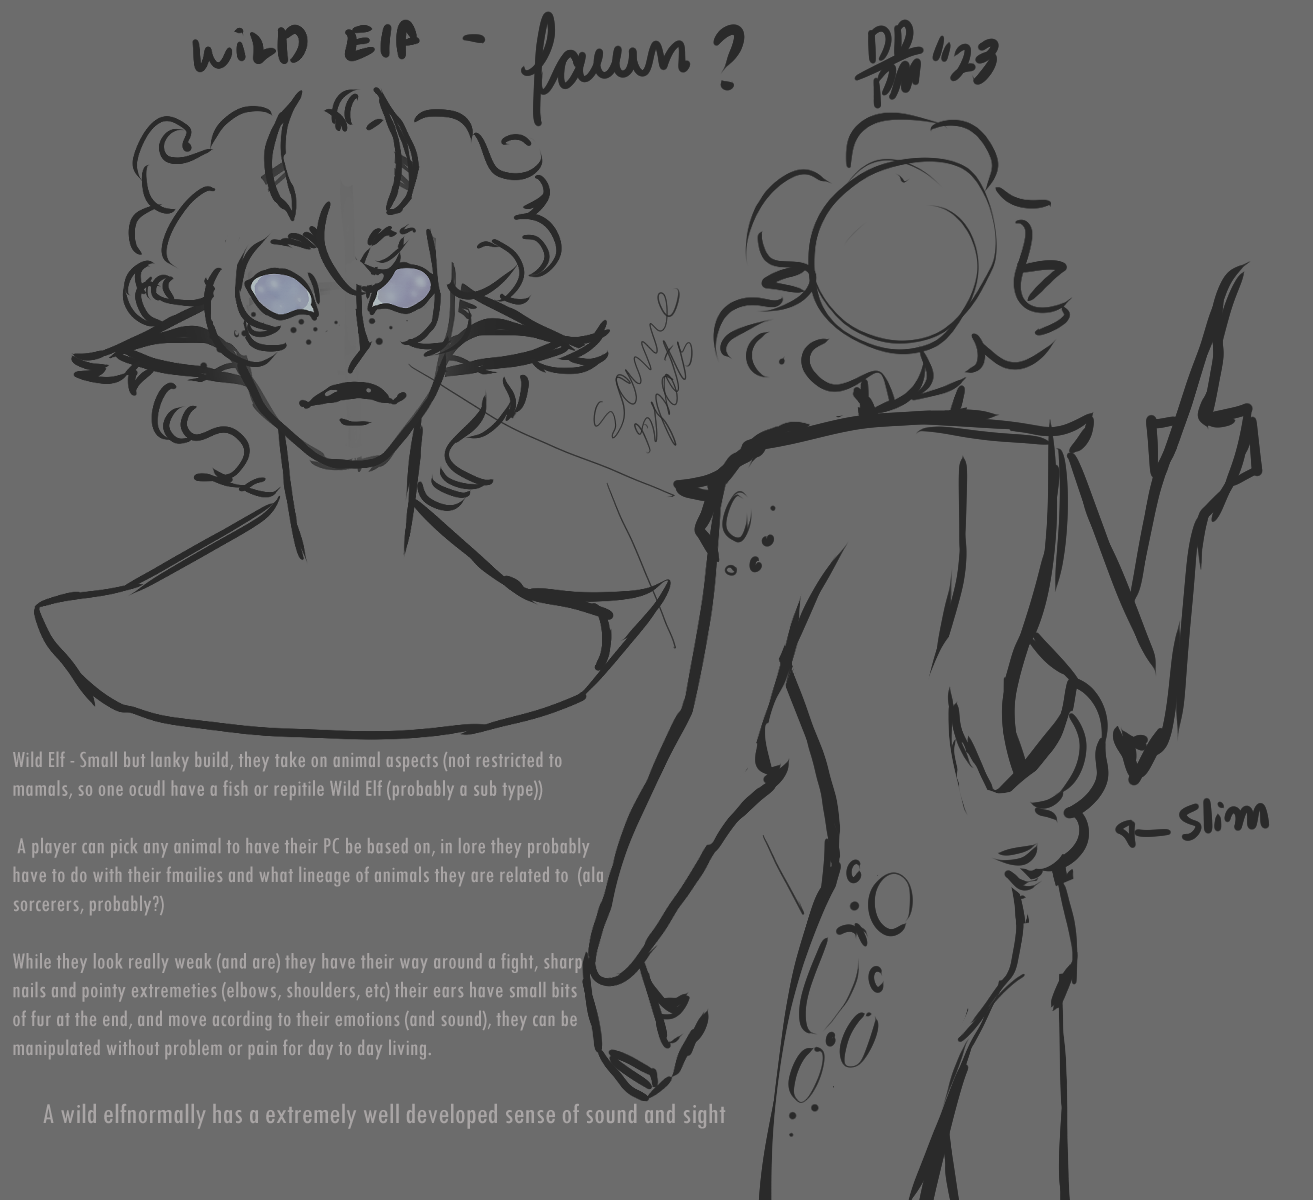 WILD Elf - fawn?
"23
some
spots
Wild Elf - Small but lanky build, they take on animal aspects (not restricted to
mamals, so one ocudl have a fish or repitile Wild Elf (probably a sub type))
A player can pick any animal to have their PC be based on, in lore they probably
have to do with their fmailies and what lineage of animals they are related to (ala
sorcerers, probably?)
← slim
While they look really weak (and are) they have their way around a fight, sharp
nails and pointy extremeties (elbows, shoulders, etc) their ears have small bits
of fur at the end, and move acording to their emotions (and sound), they can be
manipulated without problem or pain for day to day living.
A wild elfnormally has a extremely well developed sense of sound and sight